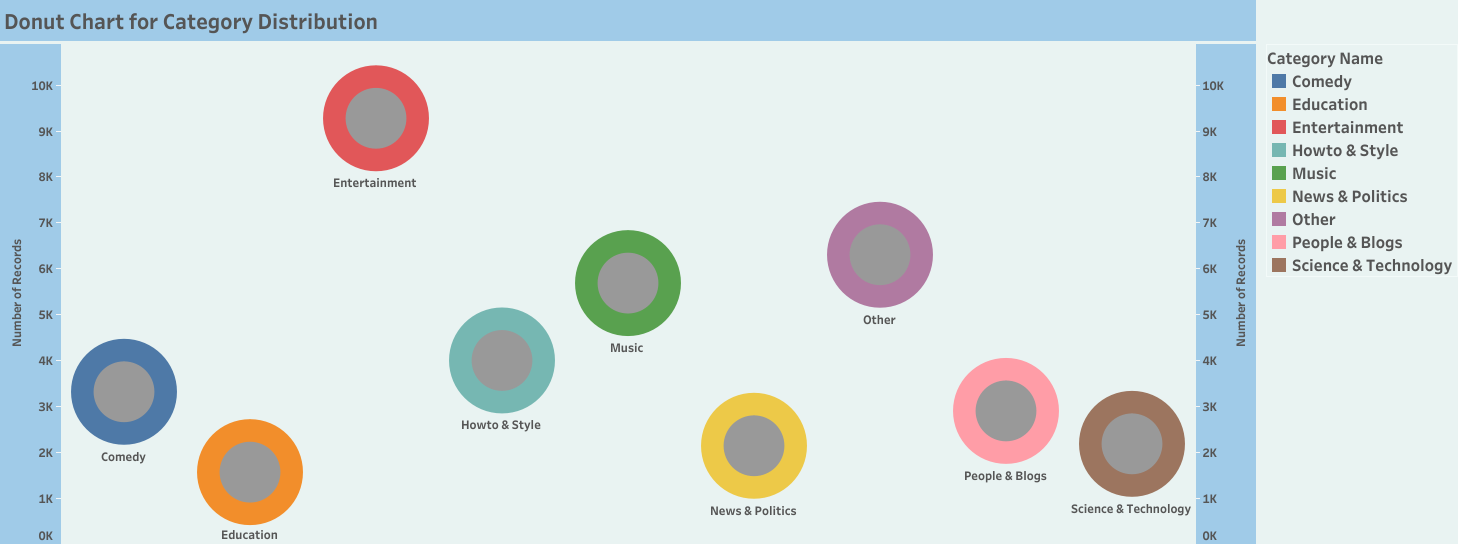 Donut Chart for Category Distribution
Number of Records
10K
9K
8K
7K
6K
5K
4K
3K
2K
1K
0K
Comedy
Education
Entertainment
Howto & Style
Music
News & Politics
Other
People & Blogs
Science & Technology
10K
9K
8K
7K
6K
5K
4K
3K
2K
1K
0K
Number of Records
Category Name
Comedy
Education
Entertainment
Howto & Style
Music
News & Politics
Other
People & Blogs
Science & Technology